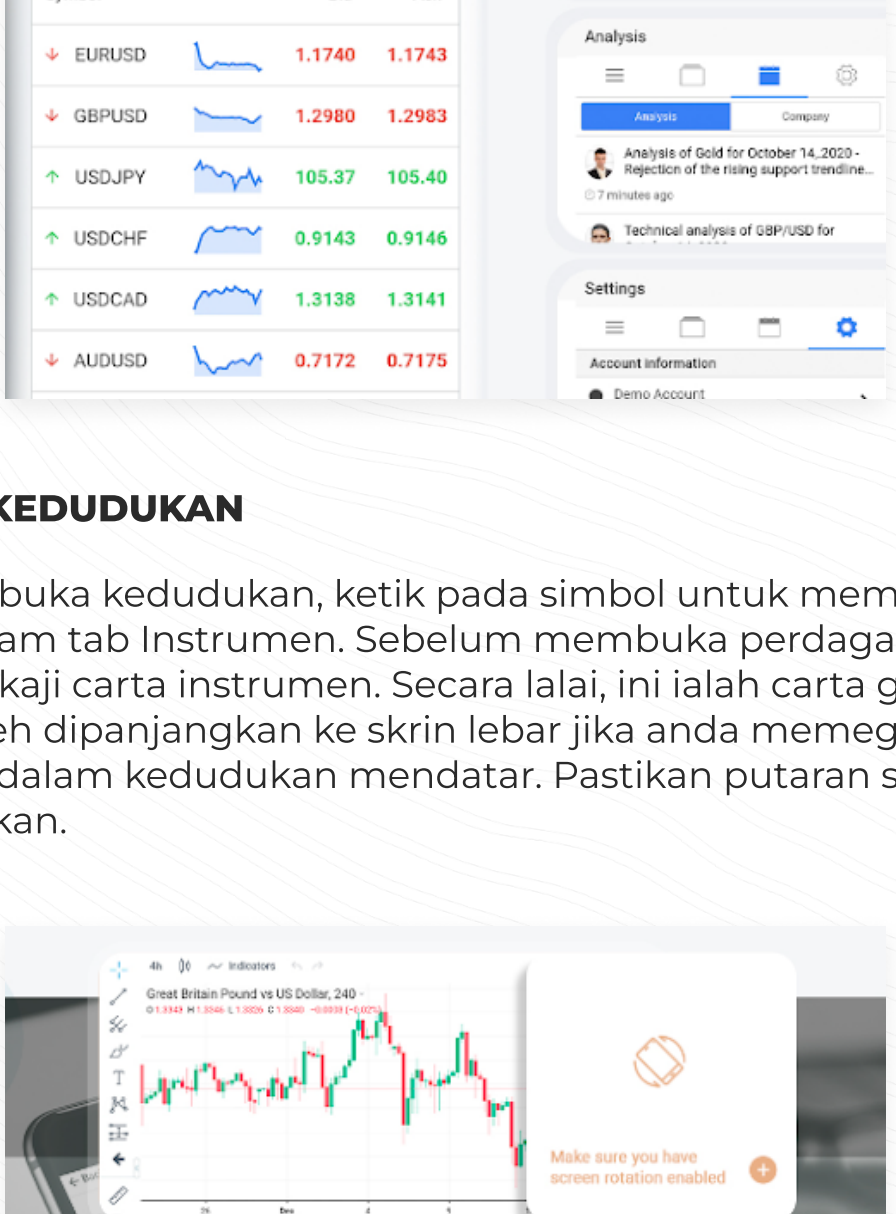 EURUSD 1.1740 1.1743
GBPUSD 1.2980 1.2983
USDJPY 105.37 105.40
USDCHF 0.9143 0.9146
USDCAD 1.3138 1.3141
AUDUSD 0.7172 0.7175
Analysis
Analysis Company
Analysis of Gold for October 14, 2020 -
Rejection of the rising support trendline...
7 minutes ago
Technical analysis of GBP/USD for
Settings
Account information
Demo Account
KEDUDUKAN
buka kedudukan, ketik pada simbol untuk mem
am tab Instrumen. Sebelum membuka perdaga
kaji carta instrumen. Secara lalai, ini ialah carta g
eh dipanjangkan ke skrin lebar jika anda memeg
dalam kedudukan mendatar. Pastikan putaran s
kan.
4h Indicators
Great Britain Pound vs US Dollar, 240
T
26 Dec 4 9
Make sure you have
screen rotation enabled